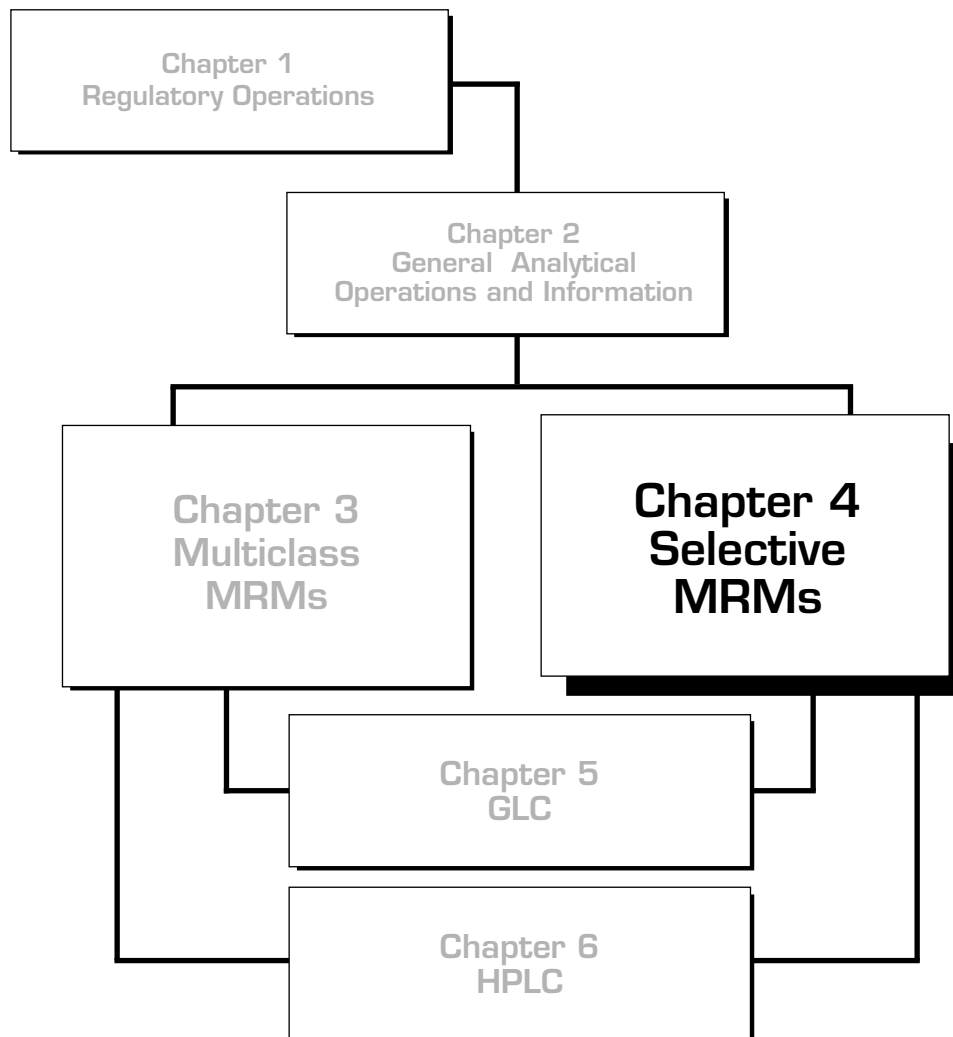 Chapter 1
Regulatory Operations
Chapter 2
General Analytical
Operations and Information
Chapter 3
Multiclass
MRMs
Chapter 4
Selective
MRMs
Chapter 5
GLC
Chapter 6
HPLC